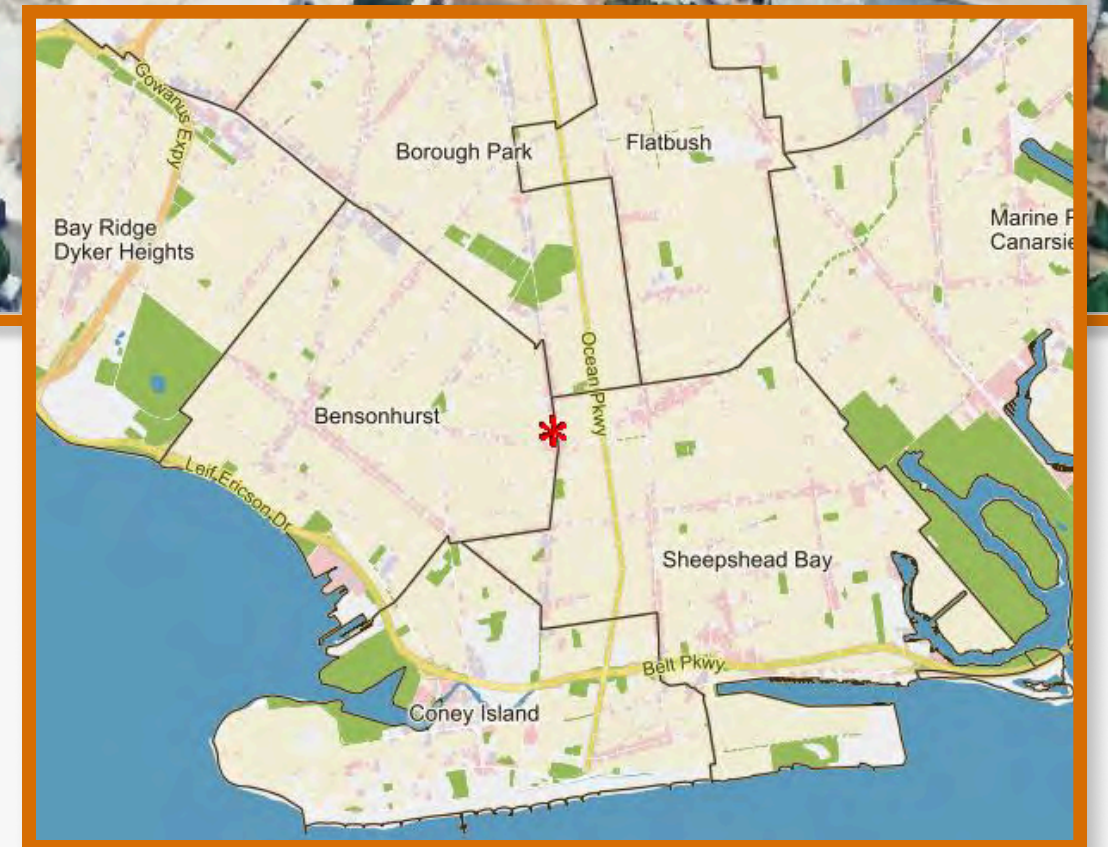 Gowanus Expy
Borough Park
Flatbush
Bay Ridge
Dyker Heights
Marine
Canarsie
Ocean Pkwy
Bensonhurst
Leif Ericson Dr
Sheepshead Bay
Belt Pkwy
Coney Island